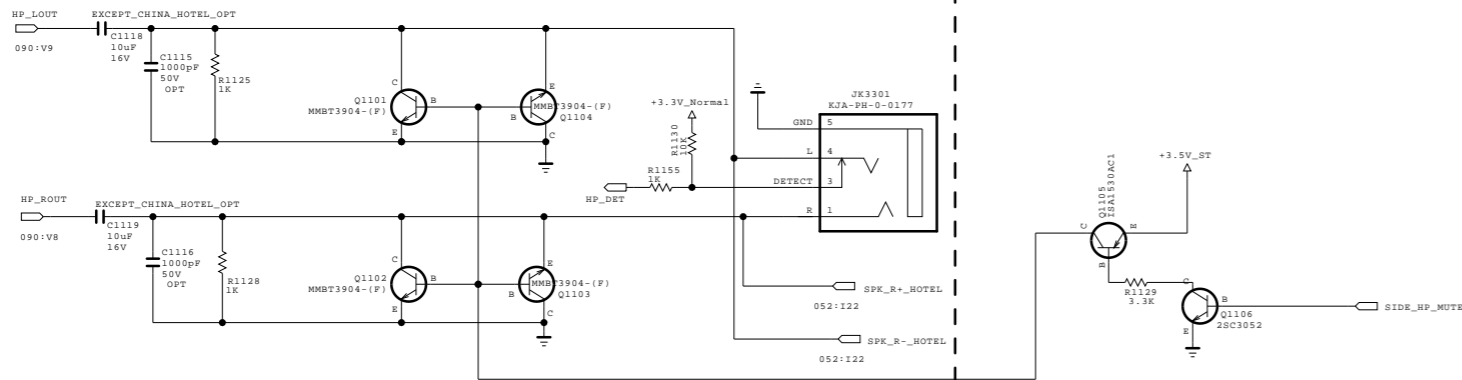 HP_LOUT
EXCEPT_CHINA_HOTEL_OPT
090:V9
C1118
10uF
16V
C1115
1000pF
50V
OPT
R1125
1K
C
Q1101
MMBT3904-(F)
B
E
E
MMBT3904-(F)
B
Q1104
C
+3.3V_Normal
R1130
10K
R1155
1K
HP_DET
JK3301
KJA-PH-0-0177
GND
5
L
4
DETECT
3
R
1
HP_ROUT
EXCEPT_CHINA_HOTEL_OPT
090:V8
C1119
10uF
16V
C1116
1000pF
50V
OPT
R1128
1K
C
Q1102
MMBT3904-(F)
B
E
E
MMBT3904-(F)
B
Q1103
C
SPK_R+_HOTEL
052:I22
SPK_R-_HOTEL
052:I22
Q1105
ISA1530AC1
C
E
B
+3.5V_ST
R1129
3.3K
C
B
Q1106
2SC3052
E
SIDE_HP_MUTE